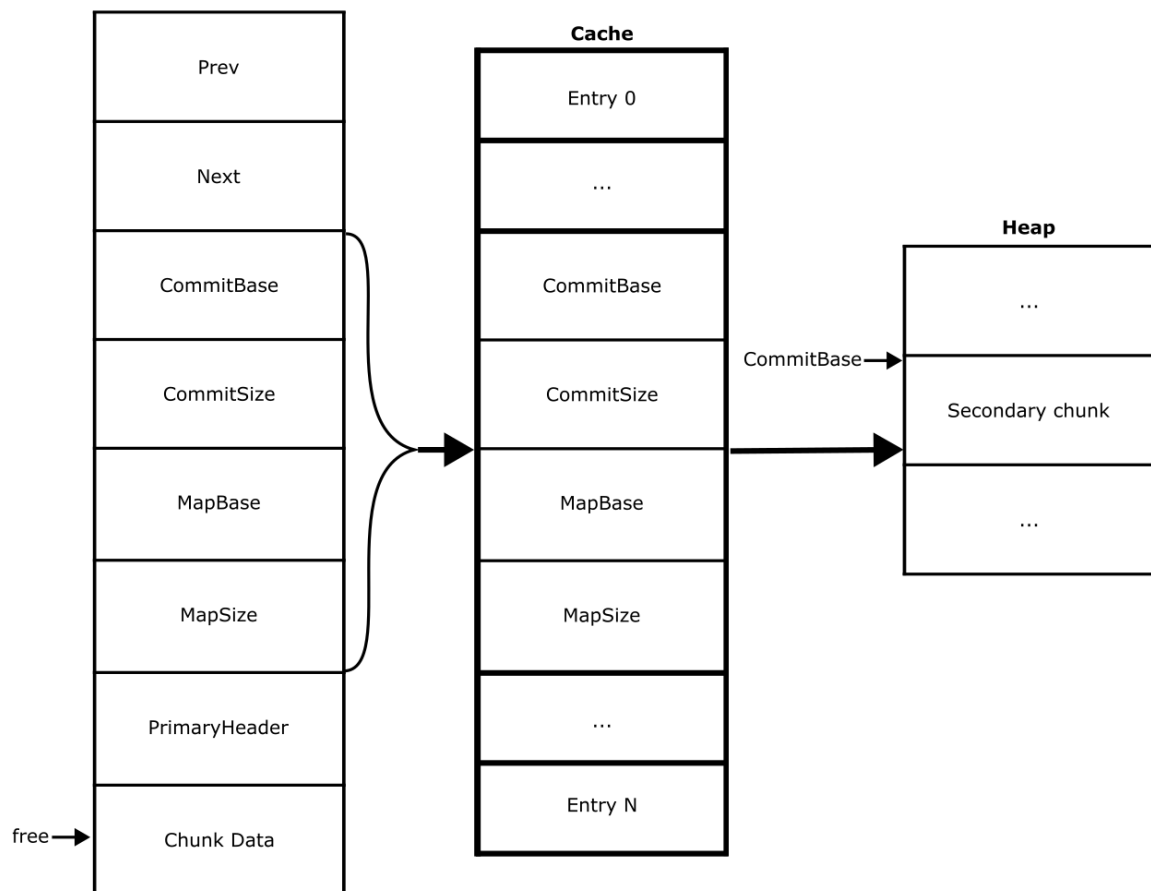 Prev
Next
CommitBase
CommitSize
MapBase
MapSize
PrimaryHeader
free
Chunk Data
Cache
Entry 0
...
CommitBase
CommitSize
MapBase
MapSize
...
Entry N
Heap
...
CommitBase
Secondary chunk
...